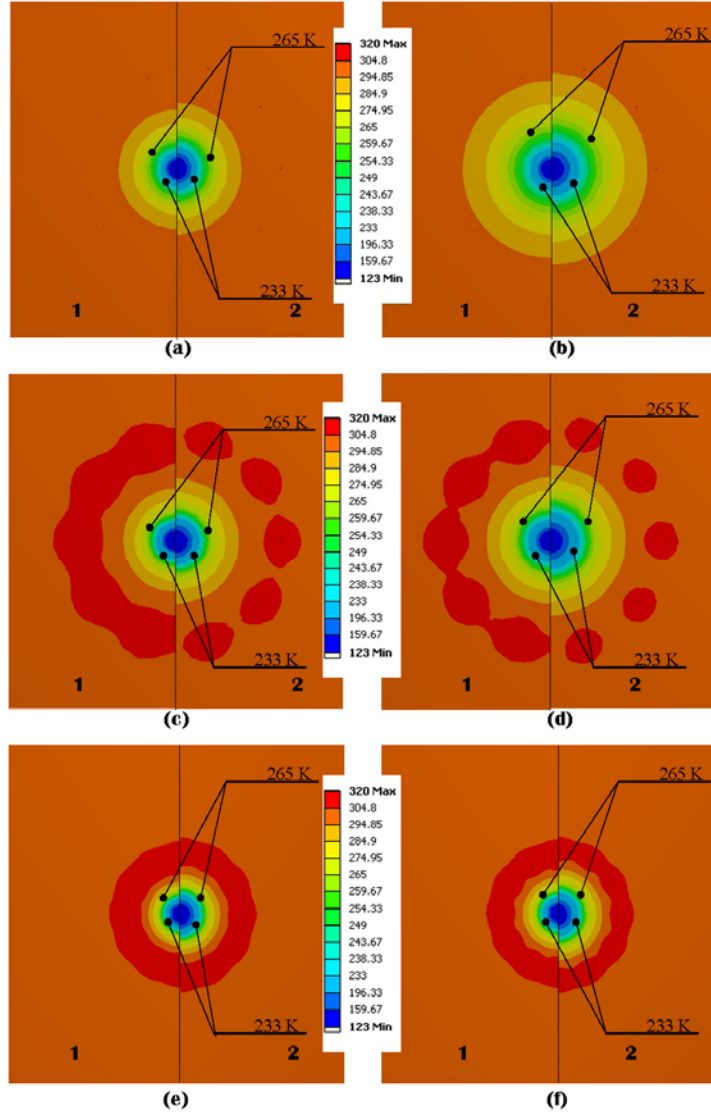 265 K
233 K
1
2
(a)
320 Max
304.8
294.85
284.9
274.95
265
259.67
254.33
249
243.67
238.33
233
196.33
159.67
123 Min
265 K
233 K
1
2
(b)
265 K
233 K
1
2
(c)
320 Max
304.8
294.85
284.9
274.95
265
259.67
254.33
249
243.67
238.33
233
196.33
159.67
123 Min
265 K
233 K
1
2
(d)
265 K
233 K
1
2
(e)
320 Max
304.8
294.85
284.9
274.95
265
259.67
254.33
249
243.67
238.33
233
196.33
159.67
123 Min
265 K
233 K
1
2
(f)